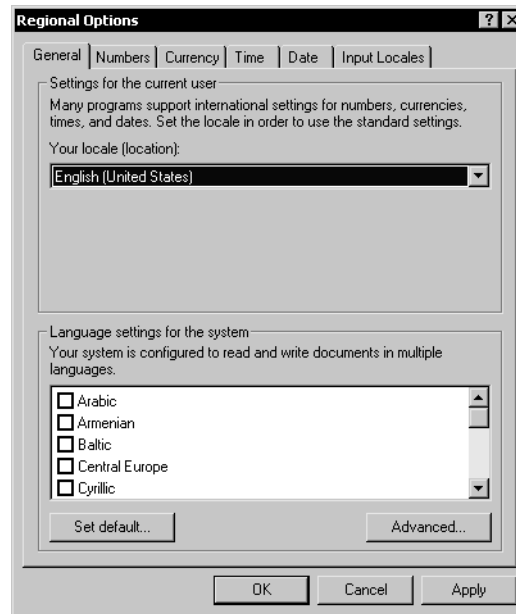 Regional Options
General Numbers Currency Time Date Input Locales
Settings for the current user
Many programs support international settings for numbers, currencies,
times, and dates. Set the locale in order to use the standard settings.
Your locale (location):
English (United States)
Language settings for the system
Your system is configured to read and write documents in multiple
languages.
Arabic
Armenian
Baltic
Central Europe
Cyrillic
Set default... Advanced...
OK Cancel Apply